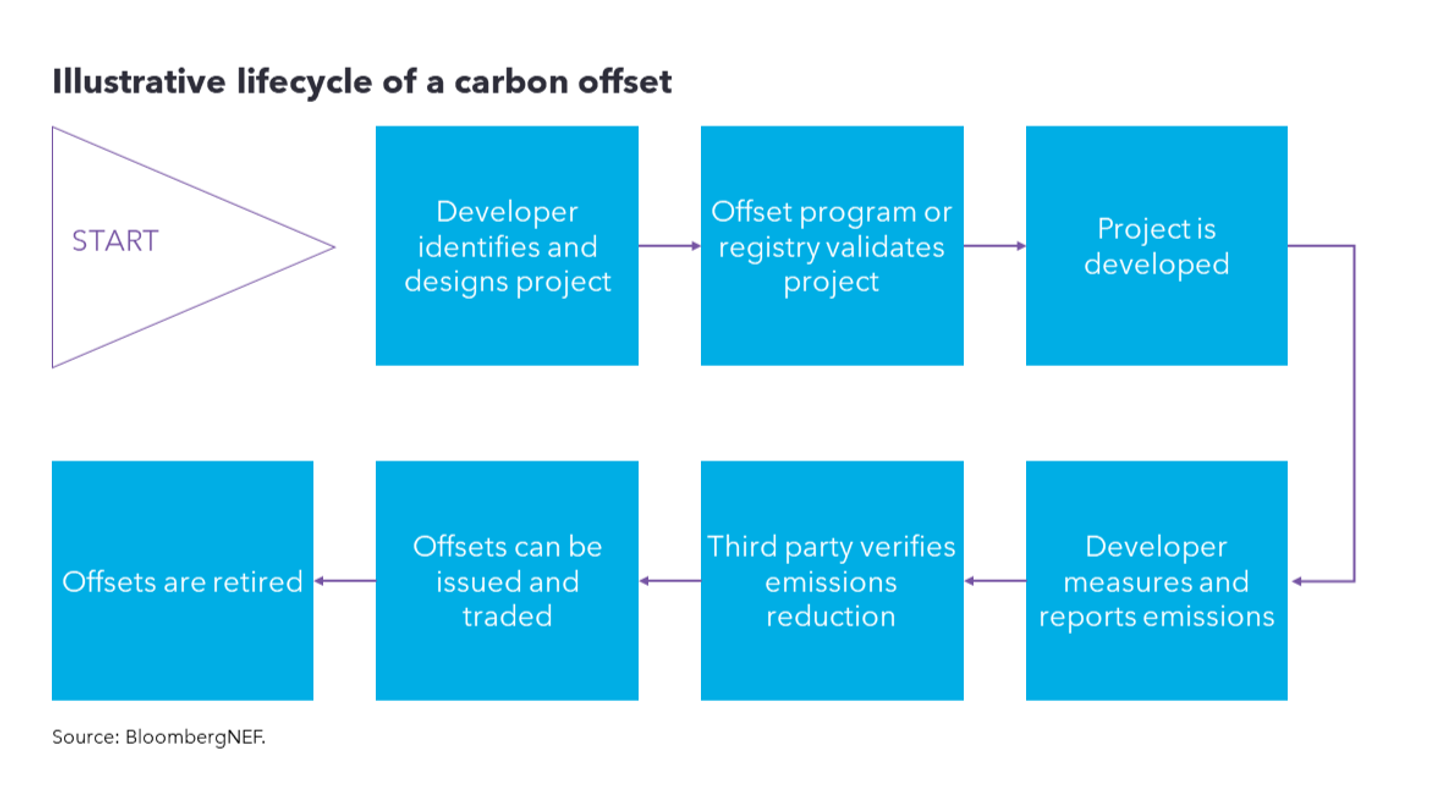 Illustrative lifecycle of a carbon offset
START
Developer
identifies and
designs project
Offset program or
registry validates
project
Project is
developed
Developer
measures and
reports emissions
Third party verifies
emissions
reduction
Offsets can be
issued and
traded
Offsets are retired
Source: BloombergNEF.